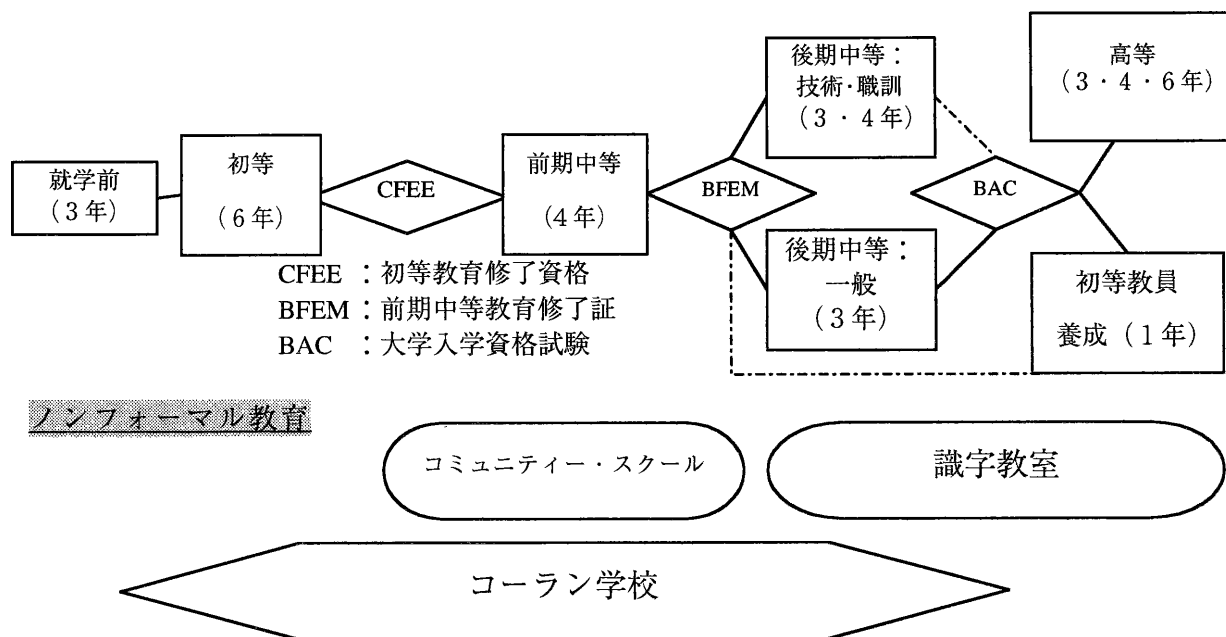 就学前
(3年)
初等
(6年)
CFEE
前期中等
(4年)
BFEM
後期中等:
技術・職訓
(3・4年)
後期中等:
一般
(3年)
BAC
高等
(3・4・6年)
初等教員
養成(1年)
CFEE :初等教育修了資格
BFEM:前期中等教育修了証
BAC :大学入学資格試験
ノンフォーマル教育
コミュニティー・スクール
識字教室
コーラン学校